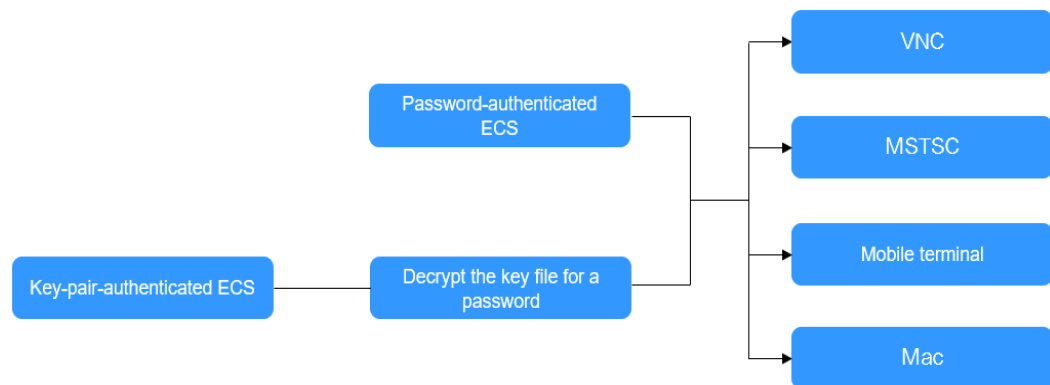 VNC
Password-authenticated
ECS
MSTSC
Mobile terminal
Key-pair-authenticated ECS
Decrypt the key file for a
password
Mac